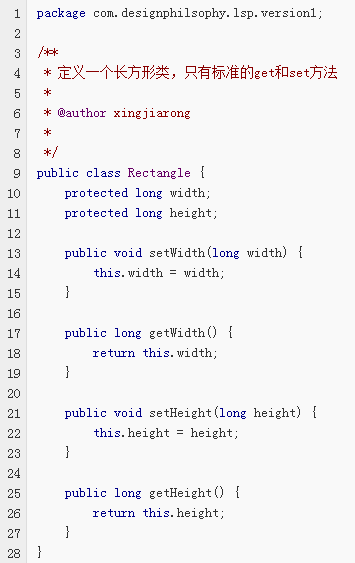 1 package com.designphilsophy.lsp.version1;
2
3 /**
4  * 定义一个长方形类，只有标准的get和set方法
5  *
6  * @author xingjiarong
7  *
8  */
9 public class Rectangle {
10     protected long width;
11     protected long height;
12
13     public void setWidth(long width) {
14         this.width = width;
15     }
16
17     public long getWidth() {
18         return this.width;
19     }
20
21     public void setHeight(long height) {
22         this.height = height;
23     }
24
25     public long getHeight() {
26         return this.height;
27     }
28 }